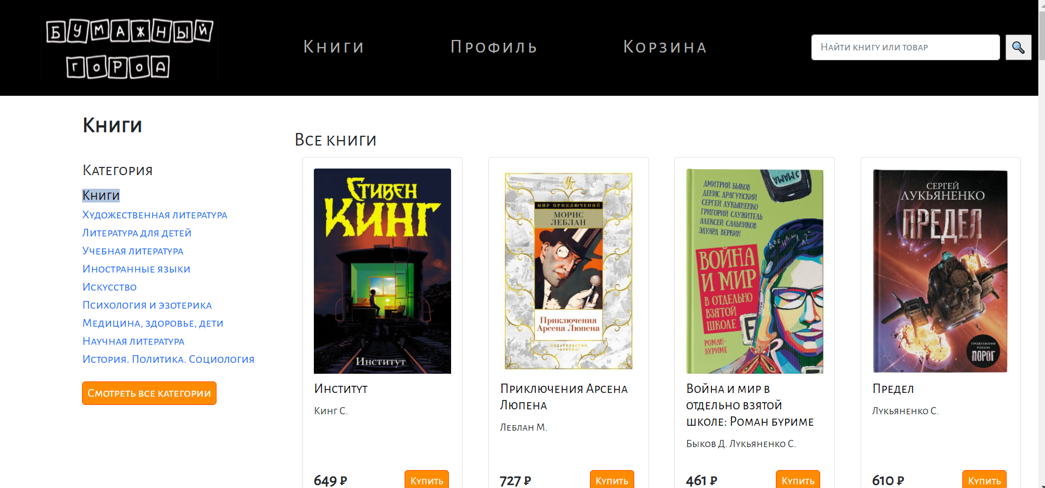 БУМАЖНЫЙ
ГОРОД
Книги
Профиль
Корзина
Найти книгу или товар
Книги
Категория
Книги
Художественная литература
Литература для детей
Учебная литература
Иностранные языки
Искусство
Психология и эзотерика
Медицина, здоровье, дети
Научная литература
История. Политика. Социология
Смотреть все категории
Все книги
СТИВЕН
КИНГ
Институт
Институт
Кинг С.
649 ₽
Купить
МИР ПРИКЛЮЧЕНИЙ
МОРИС
ЛЕБЛАН
Приключения
Арсена Люпена
Приключения Арсена
Люпена
Леблан М.
727 ₽
Купить
ДМИТРИЙ БЫКОВ
ДЕНИС ДРАГУНСКИЙ
СЕРГЕЙ ЛУКЬЯНЕНКО
ГРИГОРИЙ СЛУЖИТЕЛЬ
АЛЕКСЕЙ САЛЬНИКОВ
ЭДУАРД ВЕРКИН
ВОЙНА
И МИР
В ОТДЕЛЬНО
ВЗЯТОЙ
ШКОЛЕ
РОМАН-
БУРИМЕ
Война и мир в
отдельно взятой
школе: Роман буриме
Быков Д. Лукьяненко С.
461 ₽
Купить
СЕРГЕЙ
ЛУКЬЯНЕНКО
ПРЕДЕЛ
ПРОДОЛЖЕНИЕ
РОМАНА
ПОРОГ
Предел
Лукьяненко С.
610 ₽
Купить